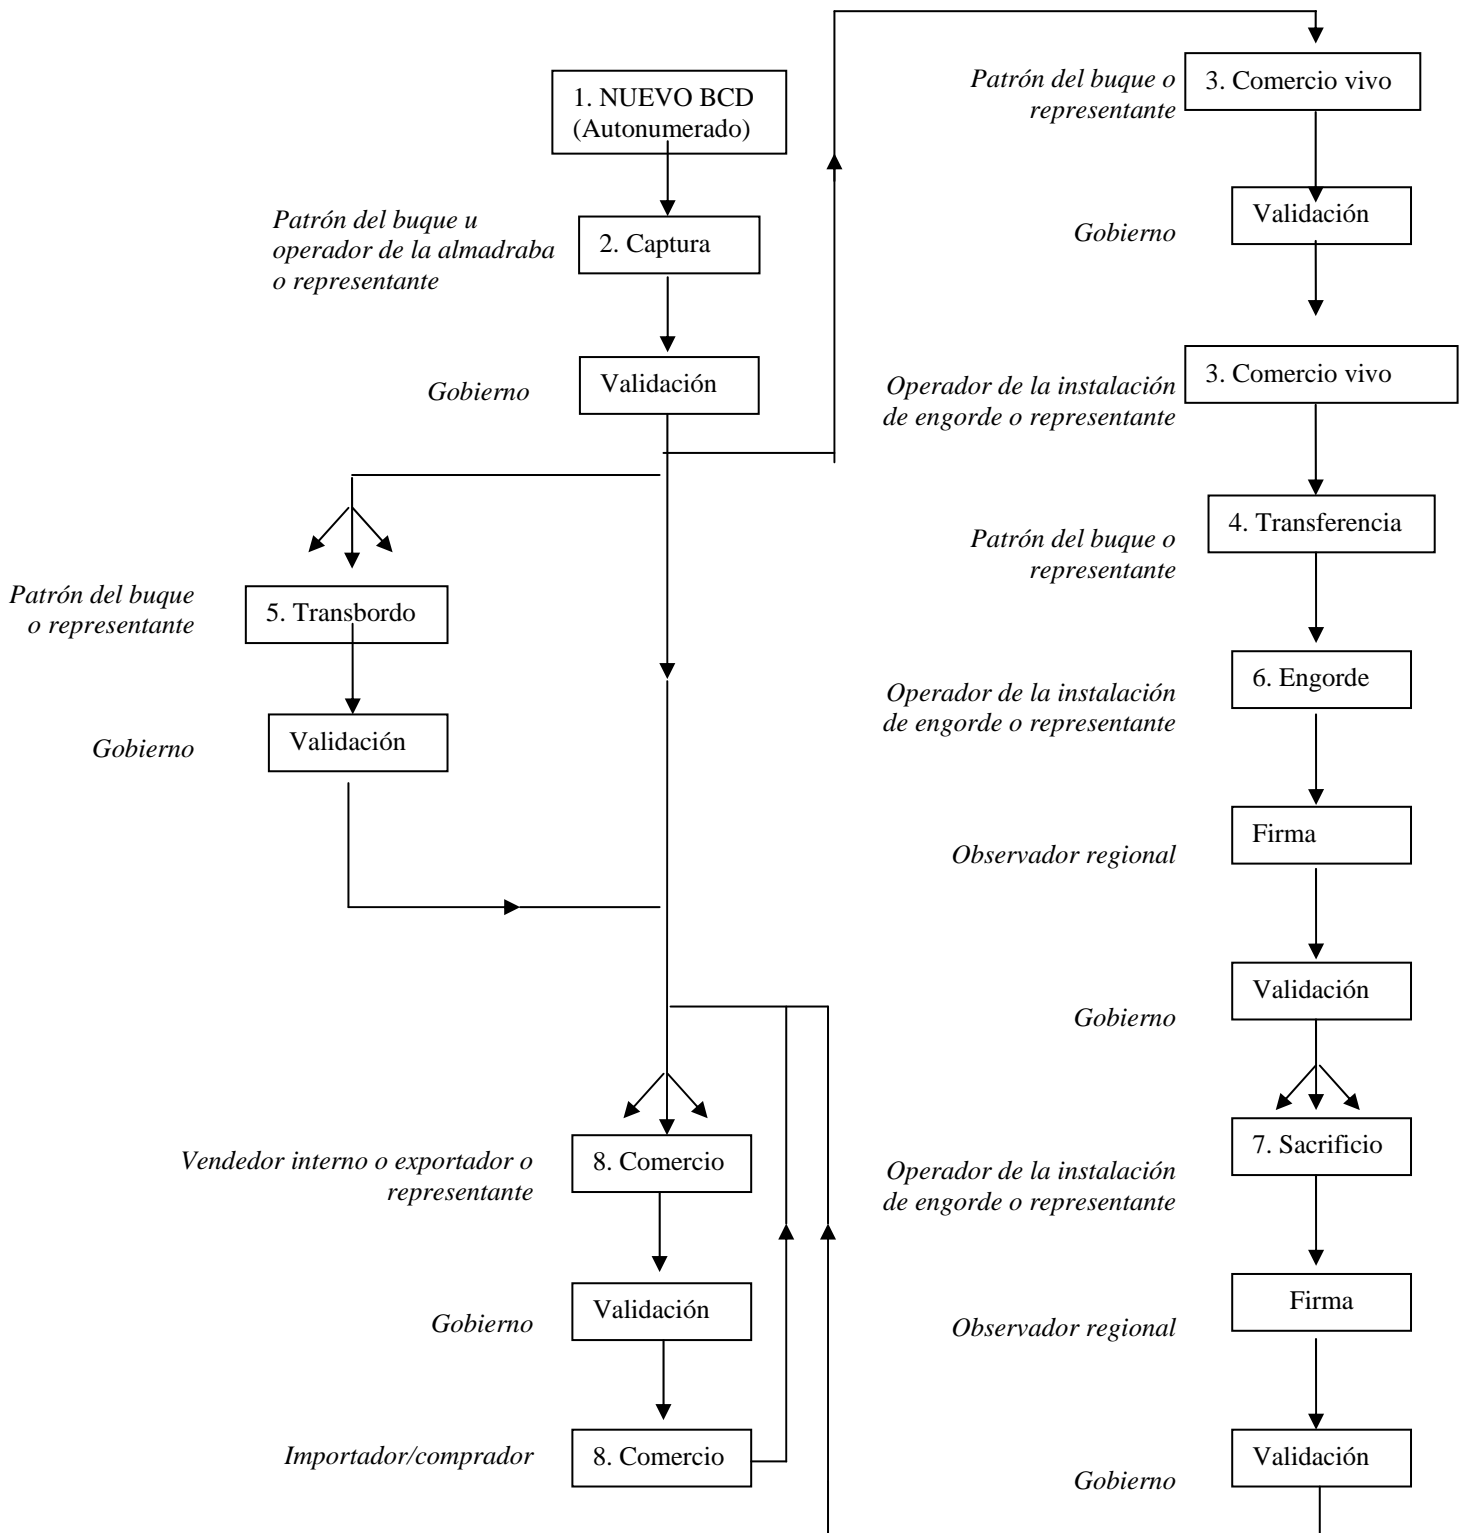 1. NUEVO BCD
(Autonumerado)
Patrón del buque u
operador de la almadraba
o representante
2. Captura
Gobierno
Validación
Patrón del buque
o representante
5. Transbordo
Gobierno
Validación
Vendedor interno o exportador o
representante
8. Comercio
Gobierno
Validación
Importador/comprador
8. Comercio
Patrón del buque o
representante
3. Comercio vivo
Gobierno
Validación
Operador de la instalación
de engorde o representante
3. Comercio vivo
Patrón del buque o
representante
4. Transferencia
Operador de la instalación
de engorde o representante
6. Engorde
Observador regional
Firma
Gobierno
Validación
Operador de la instalación
de engorde o representante
7. Sacrificio
Observador regional
Firma
Gobierno
Validación